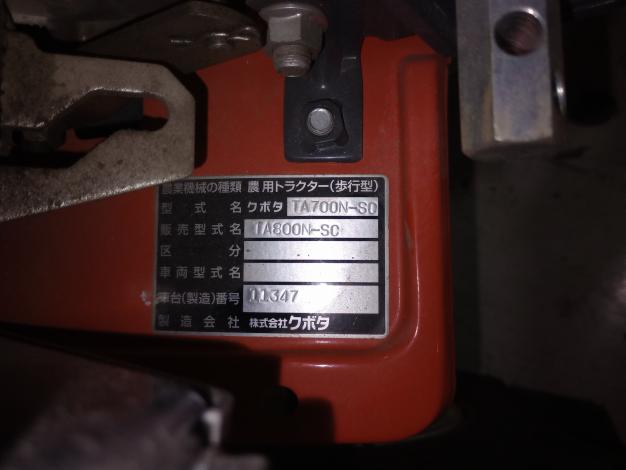 農業機械の種類 農用トラクター(歩行型)
型式名 クボタ TA700N-SC
販売型式名 TA800N-SC
区分 -
車両型式名
車台(製造)番号 11347
製造会社 株式会社クボタ